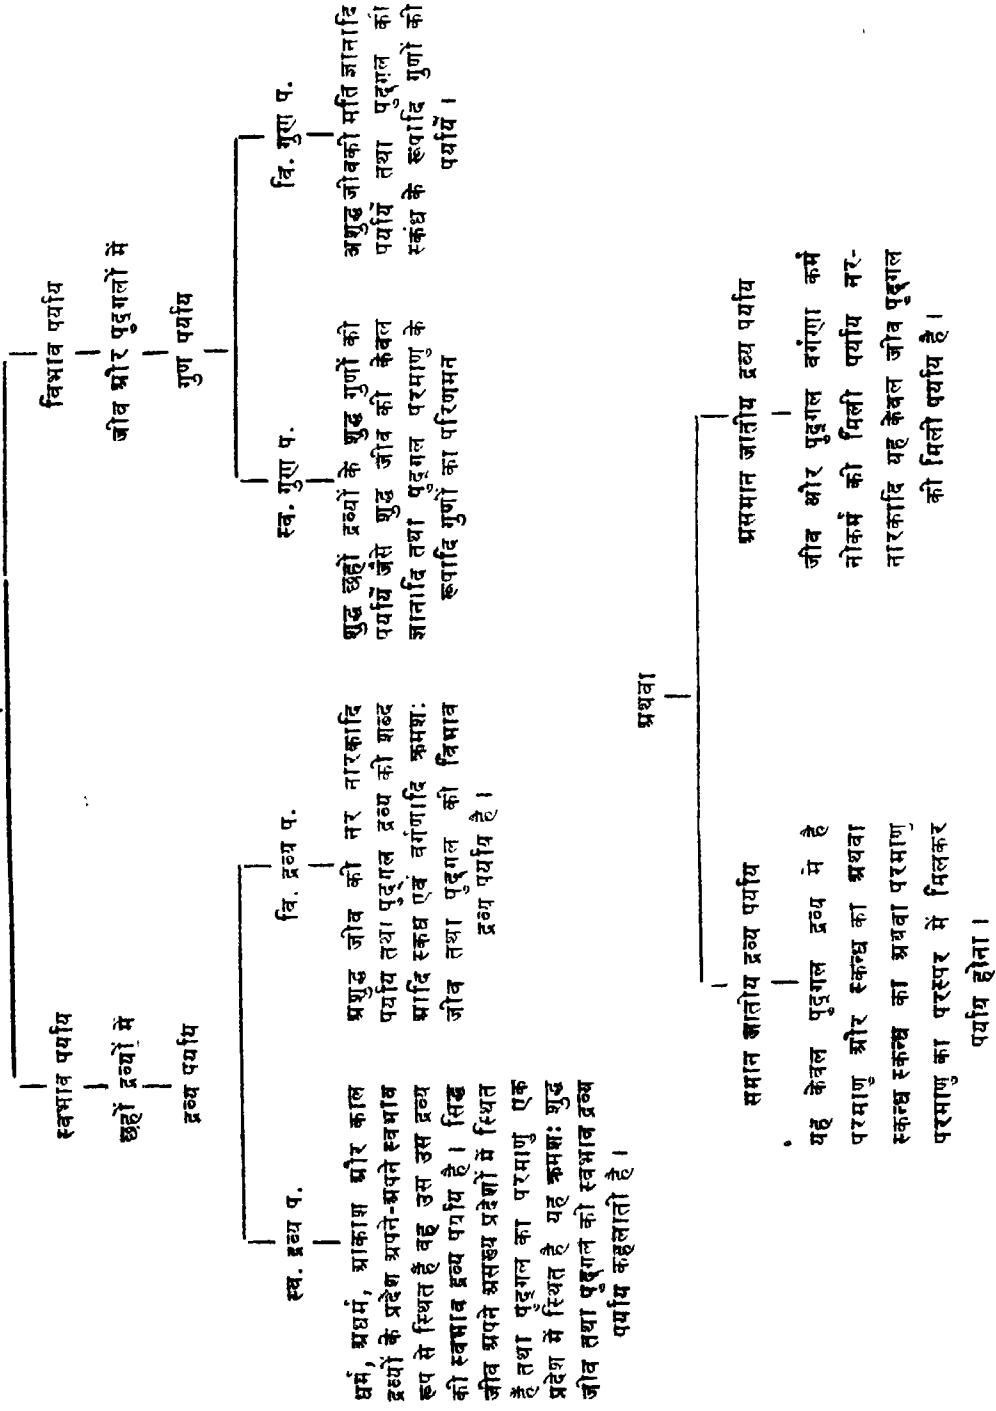 स्वभाव पर्याय
छहों द्रव्यों में
द्रव्य पर्याय
विभाव पर्याय
जीव और पुद्गलों में
गुण पर्याय
स्व. द्रव्य प.
धर्म, अधर्म, आकाश और काल
द्रव्यों के प्रदेश अपने-अपने स्वभाव
रूप से स्थित हैं वह उस उस द्रव्य
की स्वभाव द्रव्य पर्याय है। सिद्ध
जीव अपने असख्य प्रदेशों में स्थित
हैं तथा पुद्गल का परमाणु एक
प्रदेश में स्थित है यह क्रमशः शुद्ध
जीव तथा पुद्गल की स्वभाव द्रव्य
पर्याय कहलाती है।
वि. द्रव्य प.
अशुद्ध जीव की नर नारकादि
पर्याय तथा पुद्गल द्रव्य की शब्द
आदि स्कध एवं वर्गणादि क्रमशः
जीव तथा पुद्गल की विभाव
द्रव्य पर्याय है।
स्व. गुण प.
शुद्ध छहों द्रव्यों के शुद्ध गुणों की
पर्यायें जैसे शुद्ध जीव की केवल
ज्ञानादि तथा पुद्गल परमाणु के
रूपादि गुणों का परिणमन
वि. गुण प.
अशुद्ध जीवकी मति ज्ञानादि
पर्यायें तथा पुद्गल की
स्कंध के रूपादि गुणों की
पर्यायें।
अथवा
समान जातीय द्रव्य पर्याय
यह केवल पुद्गल द्रव्य मे है
परमाणु और स्कन्ध का अथवा
स्कन्ध स्कन्ध का अथवा परमाणु
परमाणु का परस्पर में मिलकर
पर्याय होना।
असमान जातीय द्रव्य पर्याय
जीव और पुद्गल वर्गणा कर्म
नोकर्म की मिली पर्याय नर-
नारकादि यह केवल जीव पुद्गल
की मिली पर्याय है।